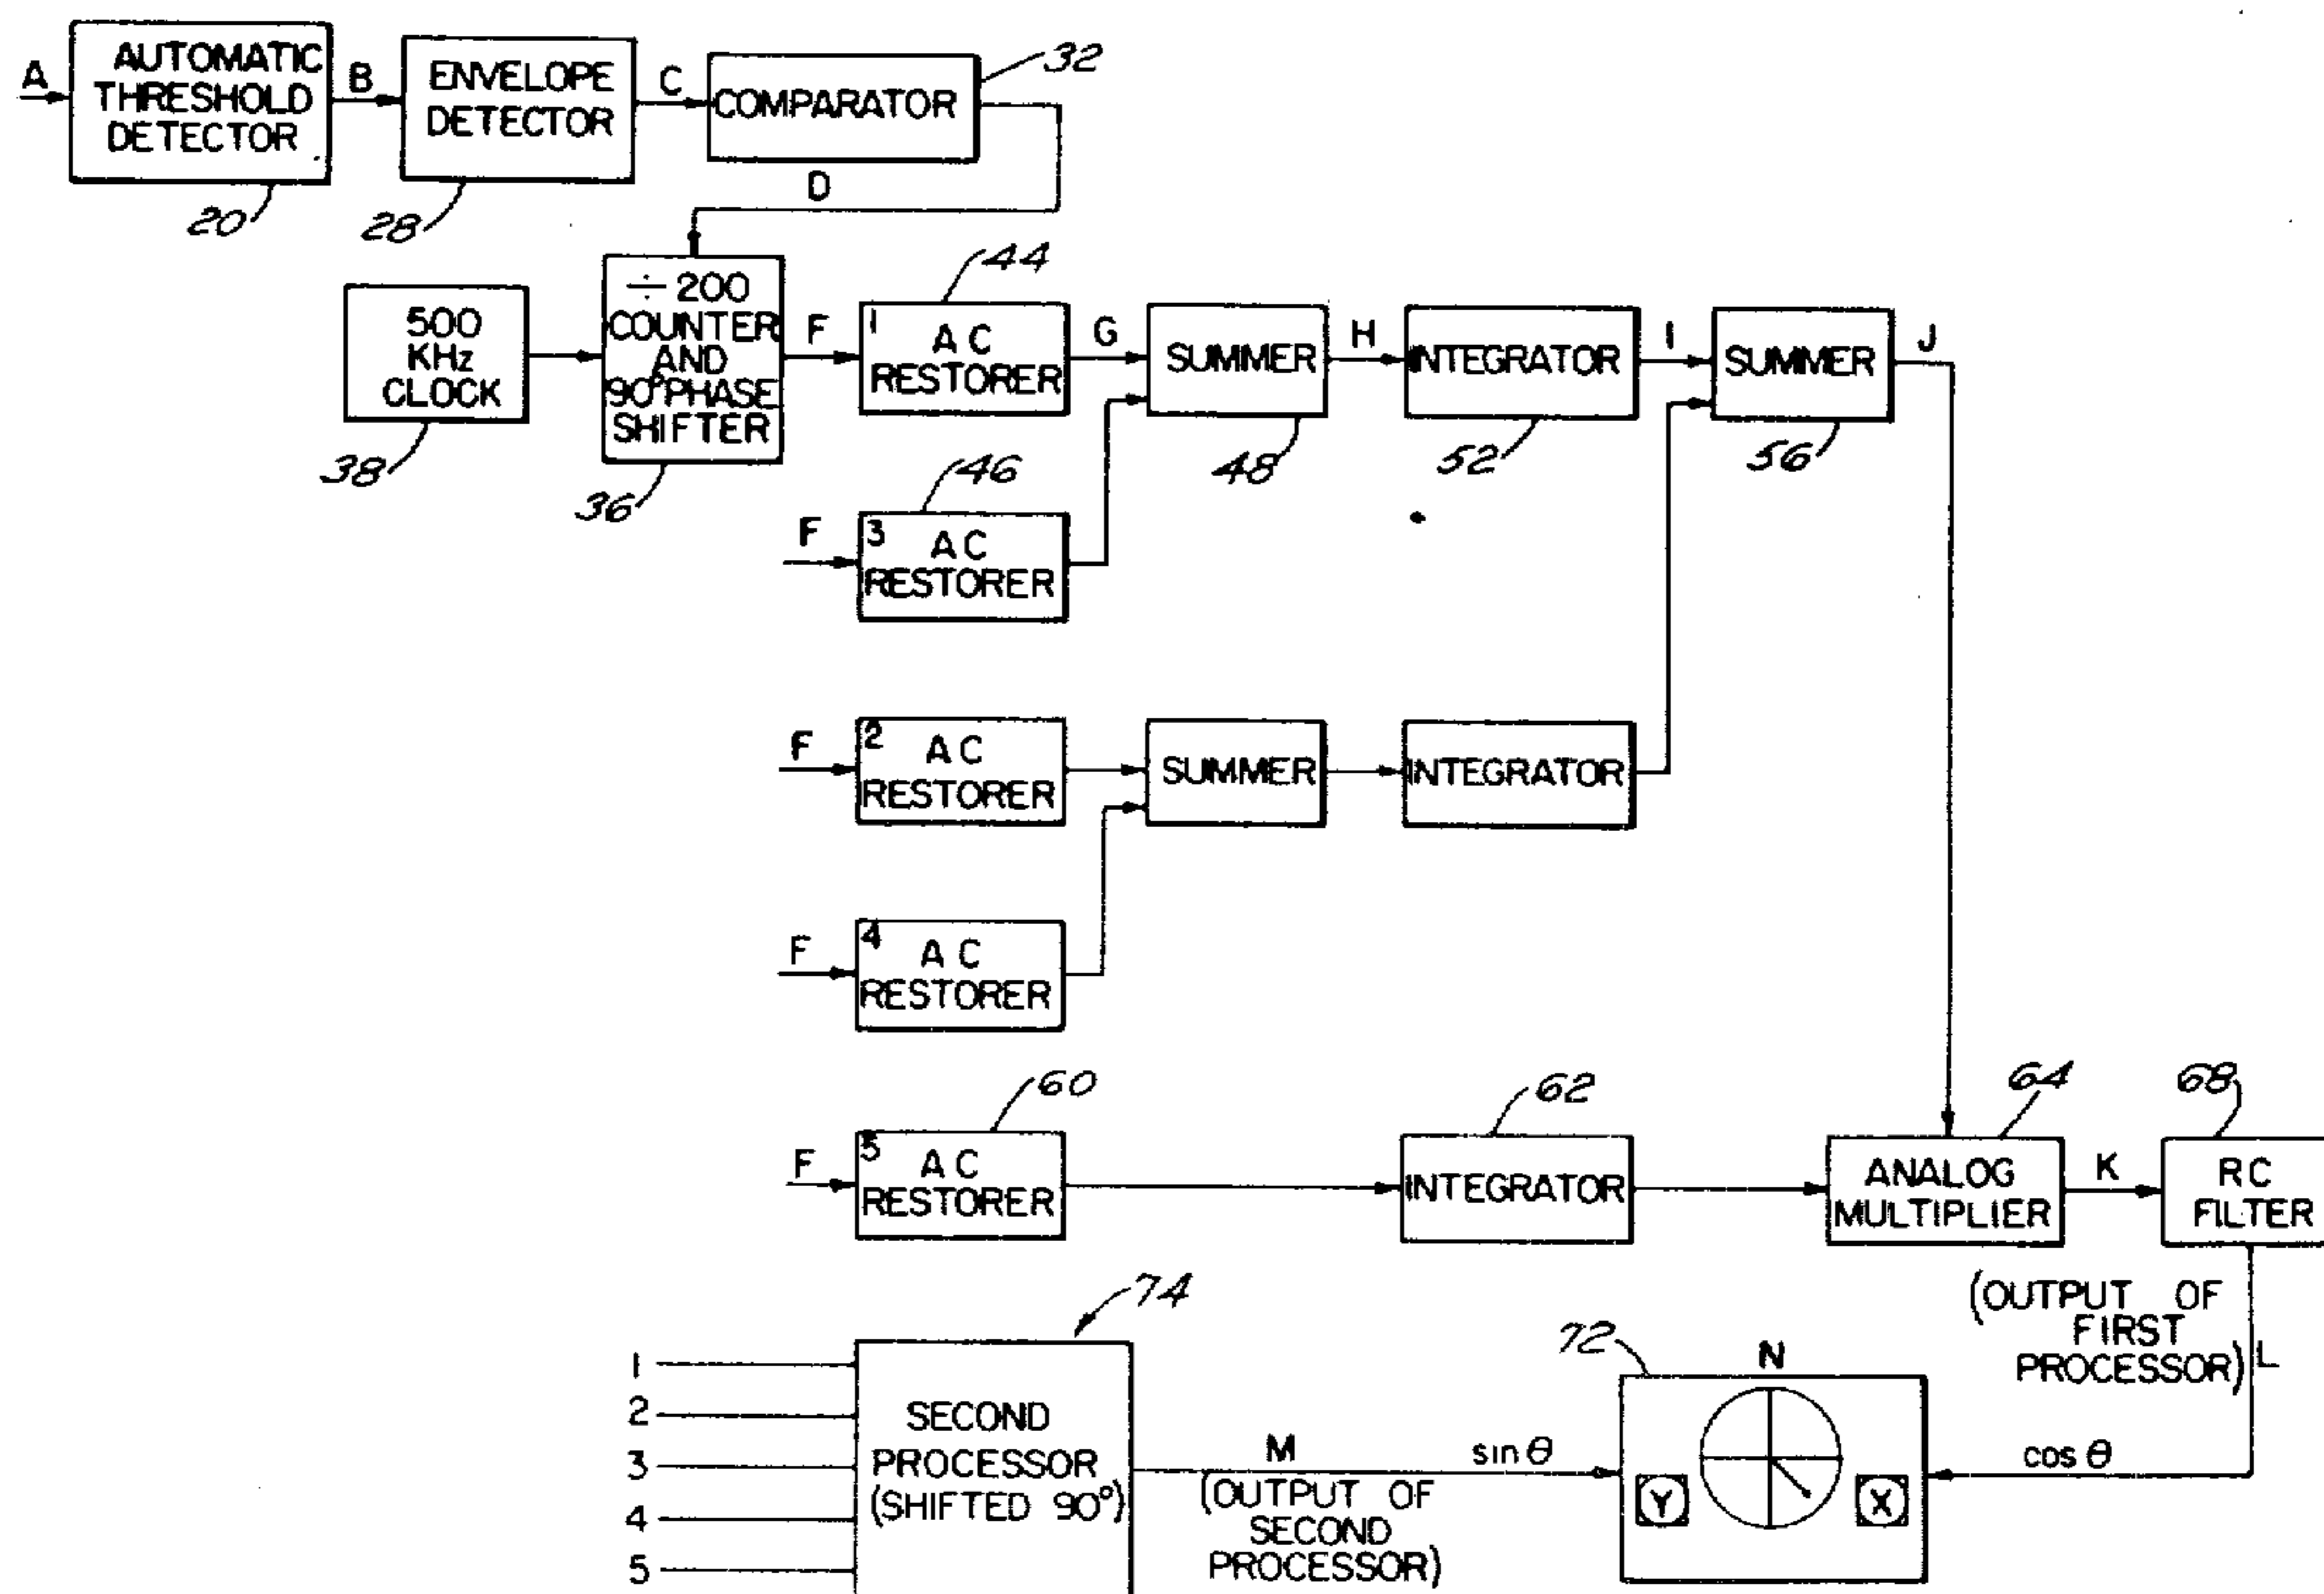 A
AUTOMATIC
THRESHOLD
DETECTOR
20
B
ENVELOPE
DETECTOR
28
C
COMPARATOR
32
D
500
KHz
CLOCK
38
÷200
COUNTER
AND
90° PHASE
SHIFTER
36
F
1
AC
RESTORER
44
G
SUMMER
48
H
INTEGRATOR
52
I
SUMMER
56
J
F
3
AC
RESTORER
46
F
2
AC
RESTORER
SUMMER
INTEGRATOR
F
4
AC
RESTORER
F
5
AC
RESTORER
60
INTEGRATOR
62
ANALOG
MULTIPLIER
64
K
RC
FILTER
68
(OUTPUT OF
FIRST
PROCESSOR)
L
cos θ
1
2
3
4
5
SECOND
PROCESSOR
(SHIFTED 90°)
74
M
(OUTPUT OF
SECOND
PROCESSOR)
sin θ
72
N
Y
X